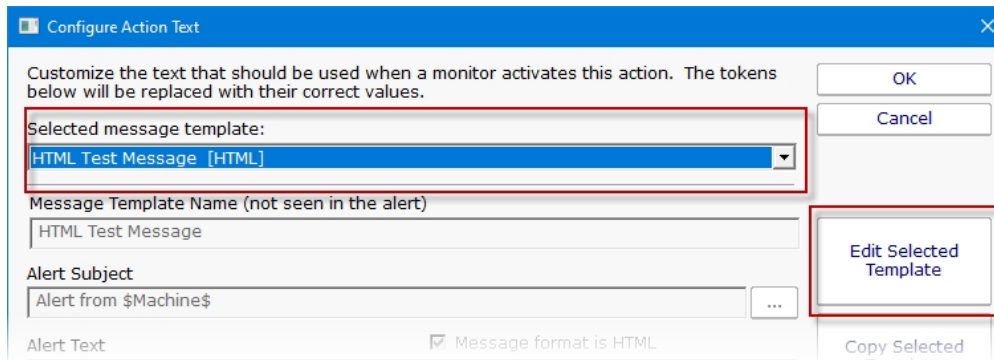 Configure Action Text
Customize the text that should be used when a monitor activates this action.  The tokens
below will be replaced with their correct values.
OK
Cancel
Selected message template:
HTML Test Message  [HTML]
Message Template Name (not seen in the alert)
HTML Test Message
Edit Selected
Template
Alert Subject
Alert from $Machine$
...
Alert Text
Message format is HTML
Copy Selected